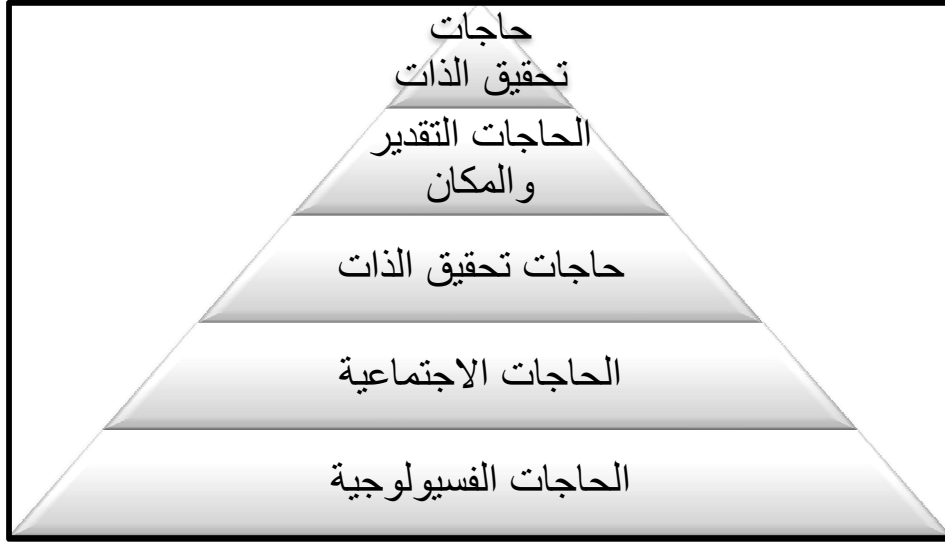 حاجات
تحقيق الذات
الحاجات التقدير
والمكان
حاجات تحقيق الذات
الحاجات الاجتماعية
الحاجات الفسيولوجية